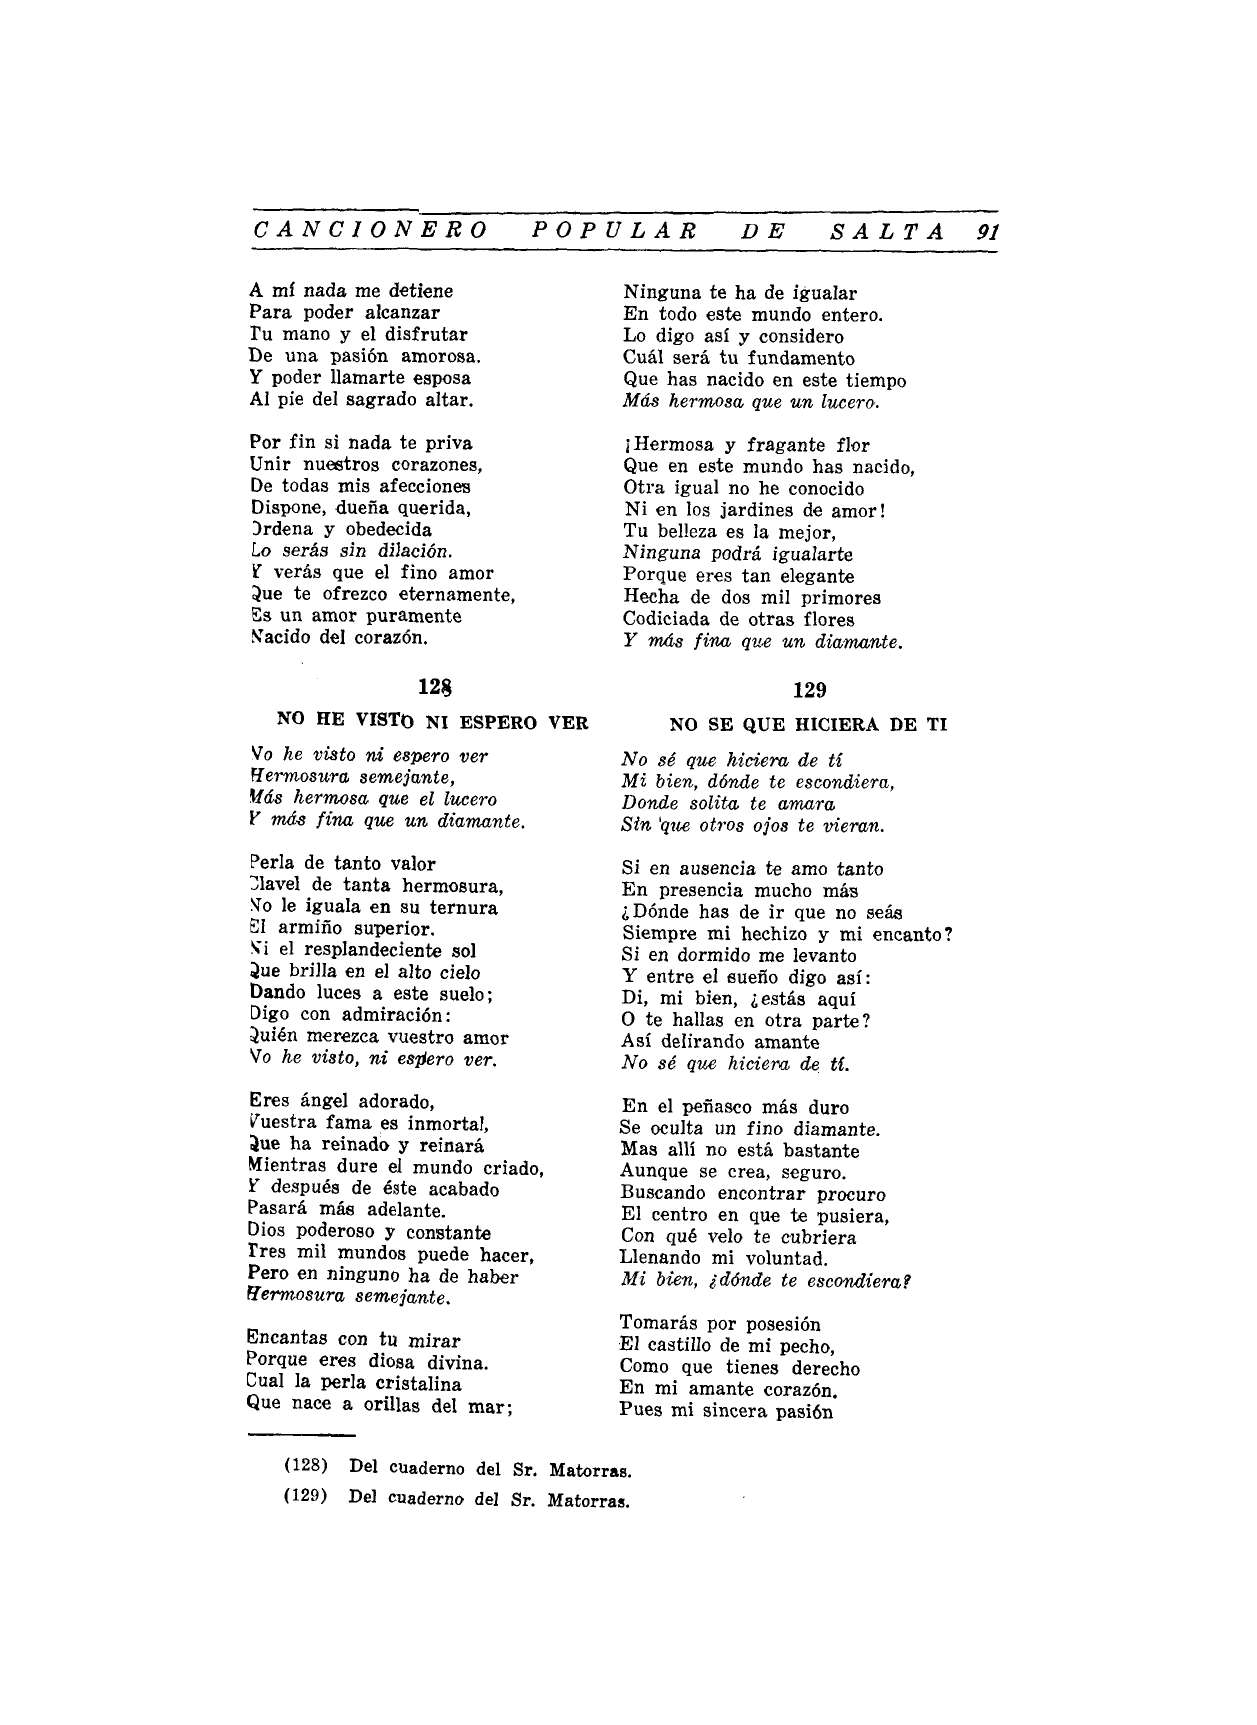 CANCIONERO POPULAR DE SALTA 91
A mí nada me detiene
Para poder alcanzar
Tu mano y el disfrutar
De una pasión amorosa.
Y poder llamarte esposa
Al pie del sagrado altar.
Por fin si nada te priva
Unir nuestros corazones,
De todas mis afecciones
Dispone, dueña querida,
Ordena y obedecida
Lo serás sin dilación.
Y verás que el fino amor
Que te ofrezco eternamente,
Es un amor puramente
Nacido del corazón.
128
NO HE VISTO NI ESPERO VER
No he visto ni espero ver
Hermosura semejante,
Más hermosa que el lucero
Y más fina que un diamante.
Perla de tanto valor
Clavel de tanta hermosura,
No le iguala en su ternura
El armiño superior.
Ni el resplandeciente sol
Que brilla en el alto cielo
Dando luces a este suelo;
Digo con admiración:
Quién merezca vuestro amor
No he visto, ni espero ver.
Eres ángel adorado,
Vuestra fama es inmortal,
Que ha reinado y reinará
Mientras dure el mundo criado,
Y después de éste acabado
Pasará más adelante.
Dios poderoso y constante
Tres mil mundos puede hacer,
Pero en ninguno ha de haber
Hermosura semejante.
Encantas con tu mirar
Porque eres diosa divina.
Cual la perla cristalina
Que nace a orillas del mar;
Ninguna te ha de igualar
En todo este mundo entero.
Lo digo así y considero
Cuál será tu fundamento
Que has nacido en este tiempo
Más hermosa que un lucero.
¡Hermosa y fragante flor
Que en este mundo has nacido,
Otra igual no he conocido
Ni en los jardines de amor!
Tu belleza es la mejor,
Ninguna podrá igualarte
Porque eres tan elegante
Hecha de dos mil primores
Codiciada de otras flores
Y más fina que un diamante.
129
NO SE QUE HICIERA DE TI
No sé que hiciera de tí
Mi bien, dónde te escondiera,
Donde solita te amara
Sin que otros ojos te vieran.
Si en ausencia te amo tanto
En presencia mucho más
¿Dónde has de ir que no seás
Siempre mi hechizo y mi encanto?
Si en dormido me levanto
Y entre el sueño digo así:
Di, mi bien, ¿estás aquí
O te hallas en otra parte?
Así delirando amante
No sé que hiciera de tí.
En el peñasco más duro
Se oculta un fino diamante.
Mas allí no está bastante
Aunque se crea, seguro.
Buscando encontrar procuro
El centro en que te pusiera,
Con qué velo te cubriera
Llenando mi voluntad.
Mi bien, ¿dónde te escondiera?
Tomarás por posesión
El castillo de mi pecho,
Como que tienes derecho
En mi amante corazón.
Pues mi sincera pasión
(128) Del cuaderno del Sr. Matorras.
(129) Del cuaderno del Sr. Matorras.